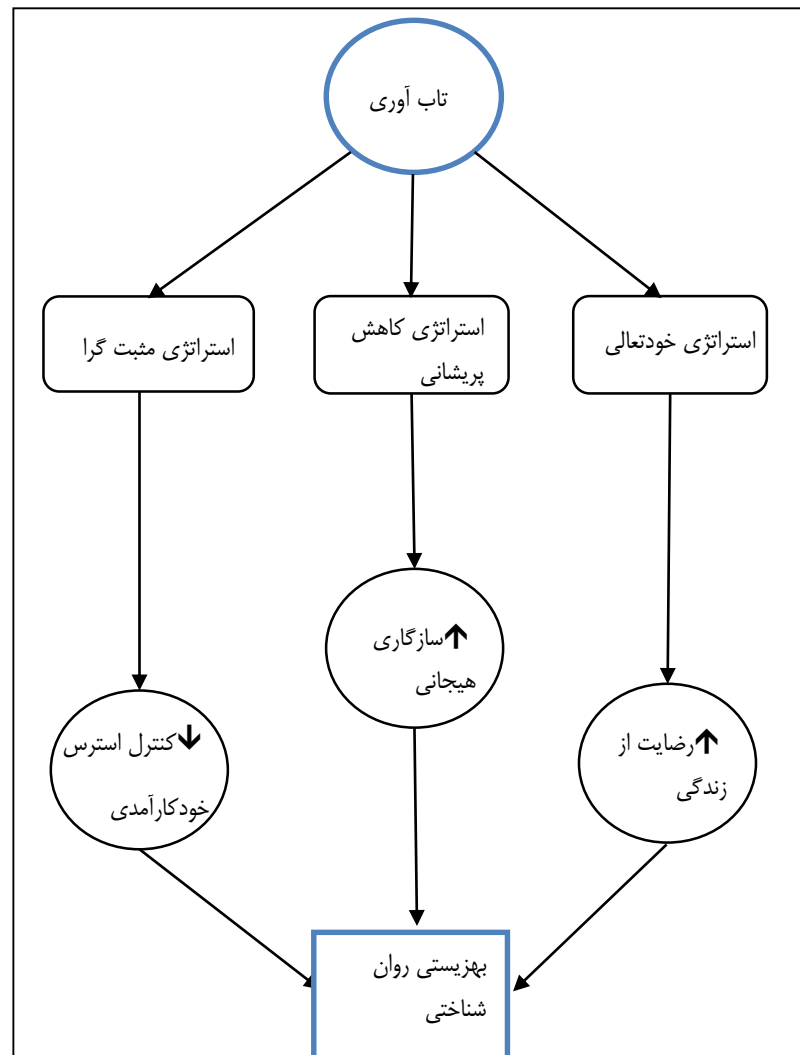 تاب آوری
استراتژی خودتعالی
استراتژی کاهش
پریشانی
استراتژی مثبت گرا
↑سازگاری
هیجانی
↑رضایت از
زندگی
↓کنترل استرس
خودکارآمدی
بهزیستی روان
شناختی